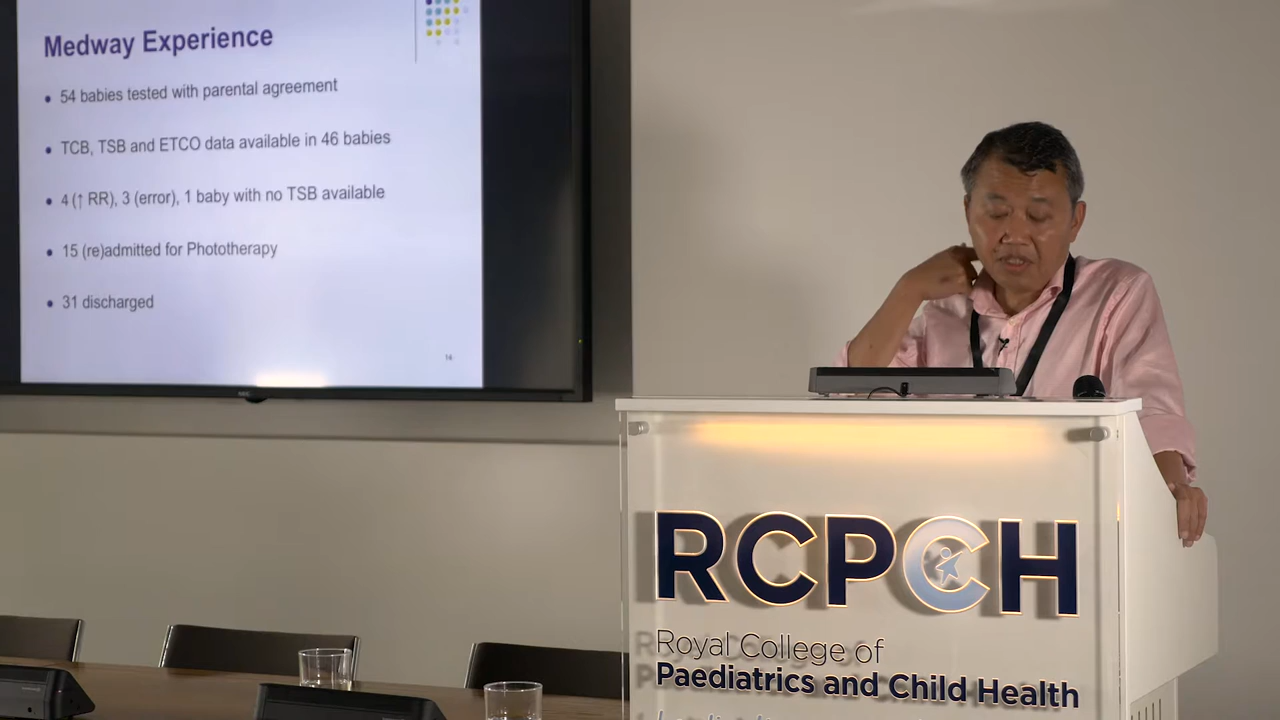 Medway Experience
• 54 babies tested with parental agreement
• TCB, TSB and ETCO data available in 46 babies
• 4 (↑ RR), 3 (error), 1 baby with no TSB available
• 15 (re)admitted for Phototherapy
• 31 discharged
RCPCH
Royal College of
Paediatrics and Child Health